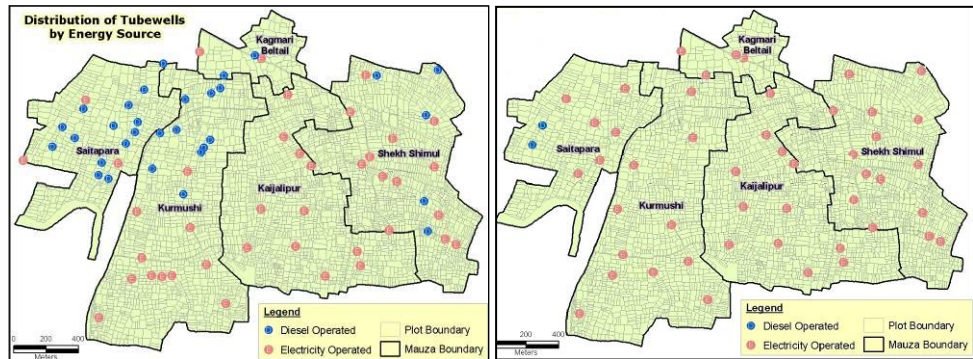 Distribution of Tubewells
by Energy Source
Kagmari
Beltail
Saitapara
Shekh Shimul
Kurmushi
Kaijalipur
Legend
Diesel Operated
Plot Boundary
Electricity Operated
Mauza Boundary
0 200 400
Meters
Kagmari
Beltail
Saitapara
Shekh Shimul
Kaijalipur
Kurmushi
Legend
Diesel Operated
Plot Boundary
Electricity Operated
Mauza Boundary
200 400
Meters